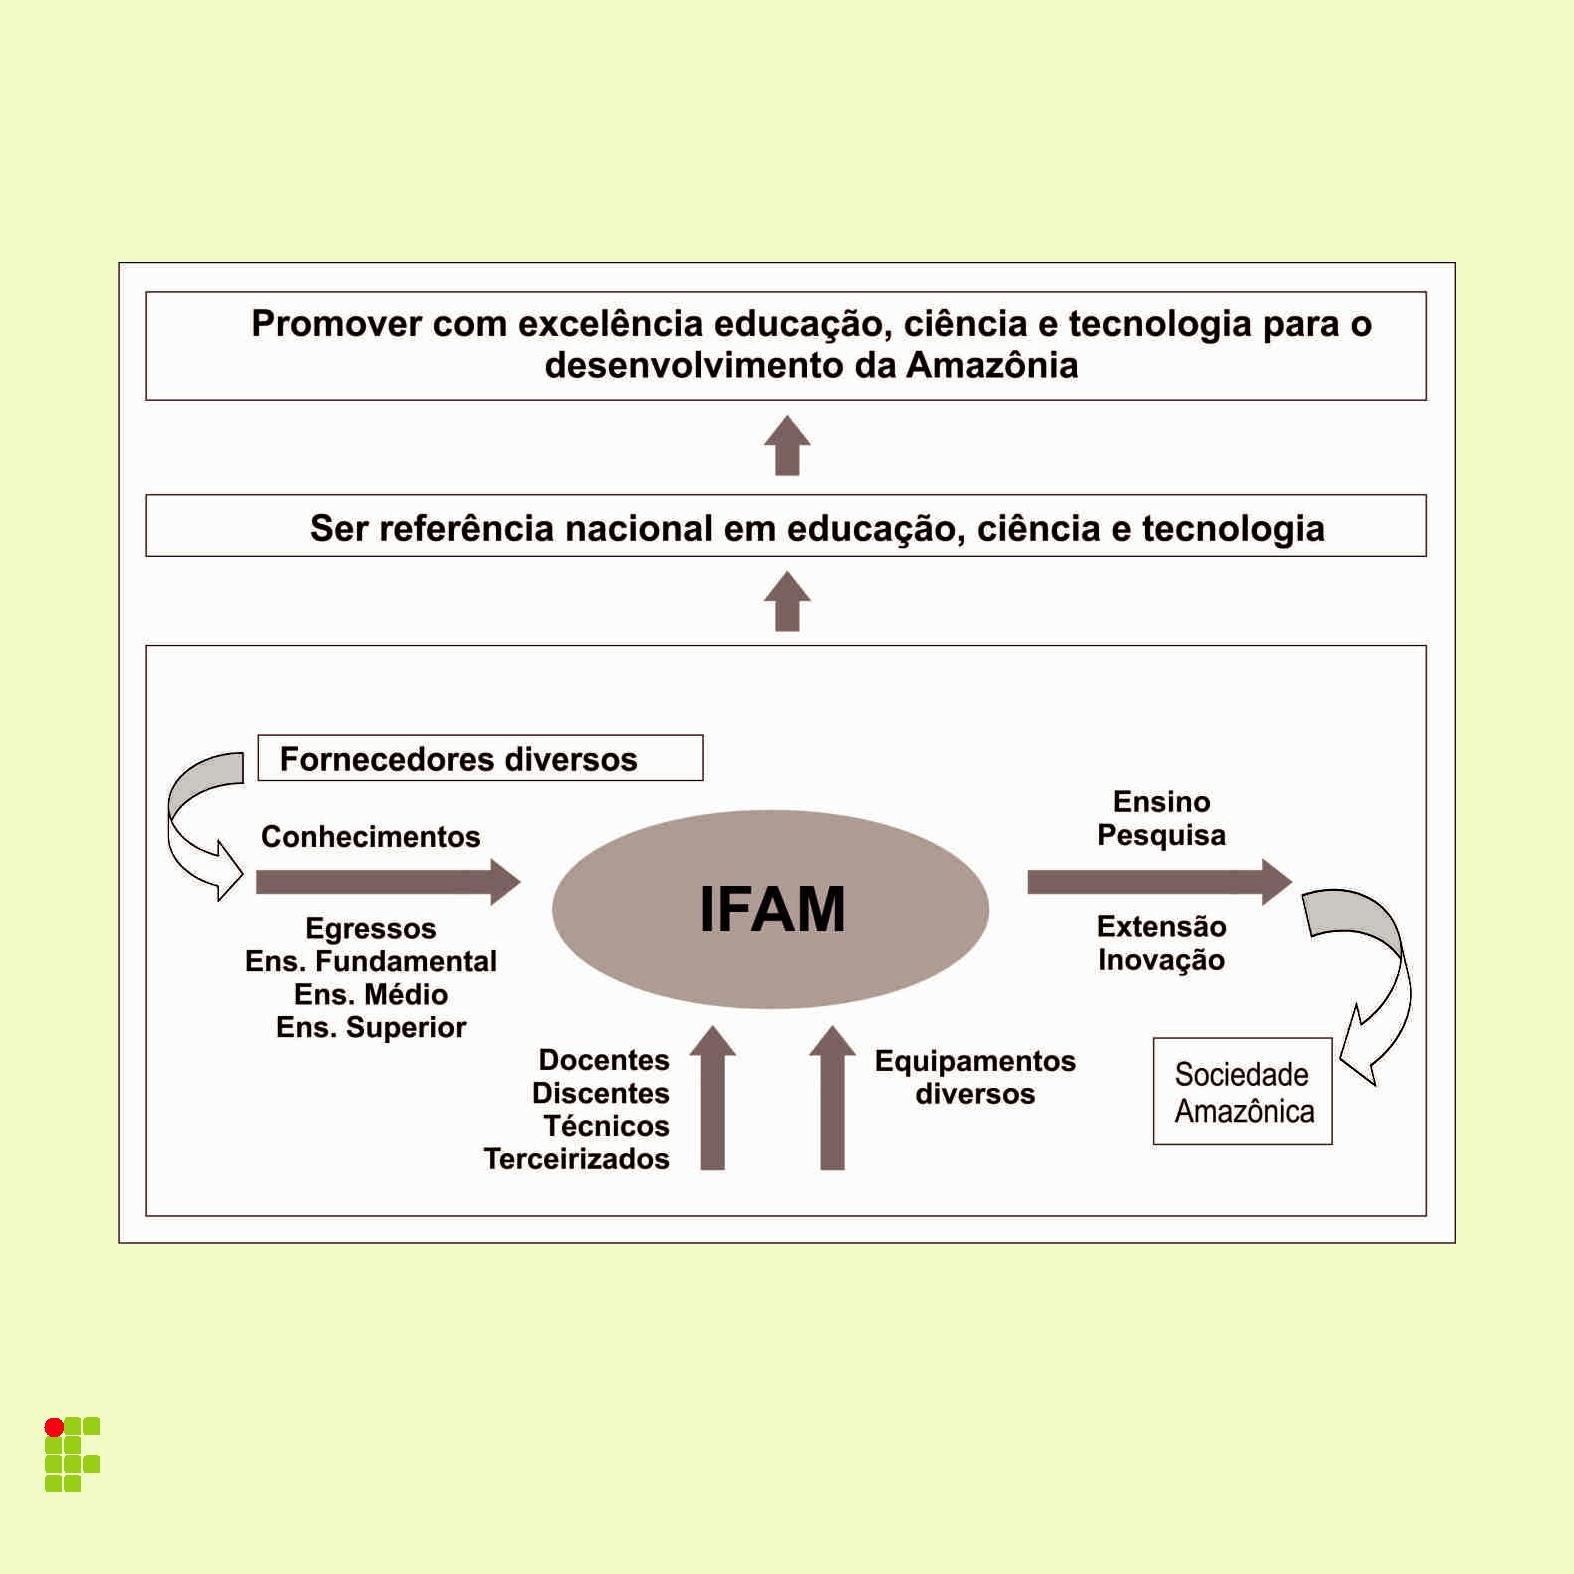 Promover com excelência educação, ciência e tecnologia para o
desenvolvimento da Amazônia
Ser referência nacional em educação, ciência e tecnologia
Fornecedores diversos
Conhecimentos
Egressos
Ens. Fundamental
Ens. Médio
Ens. Superior
IFAM
Ensino
Pesquisa
Extensão
Inovação
Docentes
Discentes
Técnicos
Terceirizados
Equipamentos
diversos
Sociedade
Amazônica